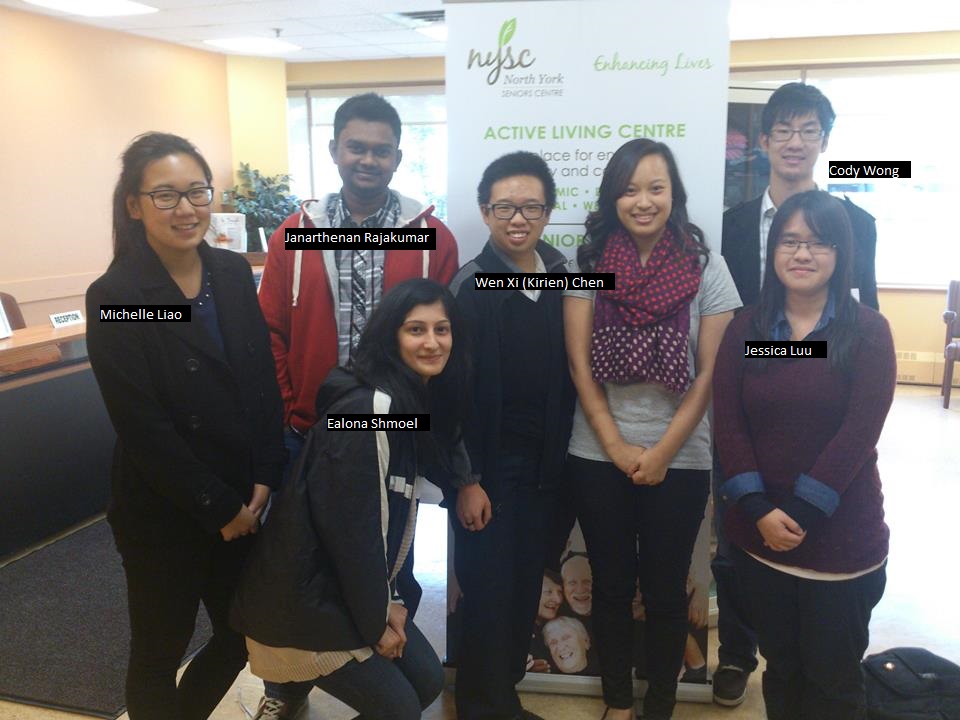 nysc
North York
SENIORS CENTRE
Enhancing Lives
ACTIVE LIVING CENTRE
Cody Wong
Janarthenan Rajakumar
Wen Xi (Kirien) Chen
Michelle Liao
RECEPTION
Jessica Luu
Ealona Shmoel